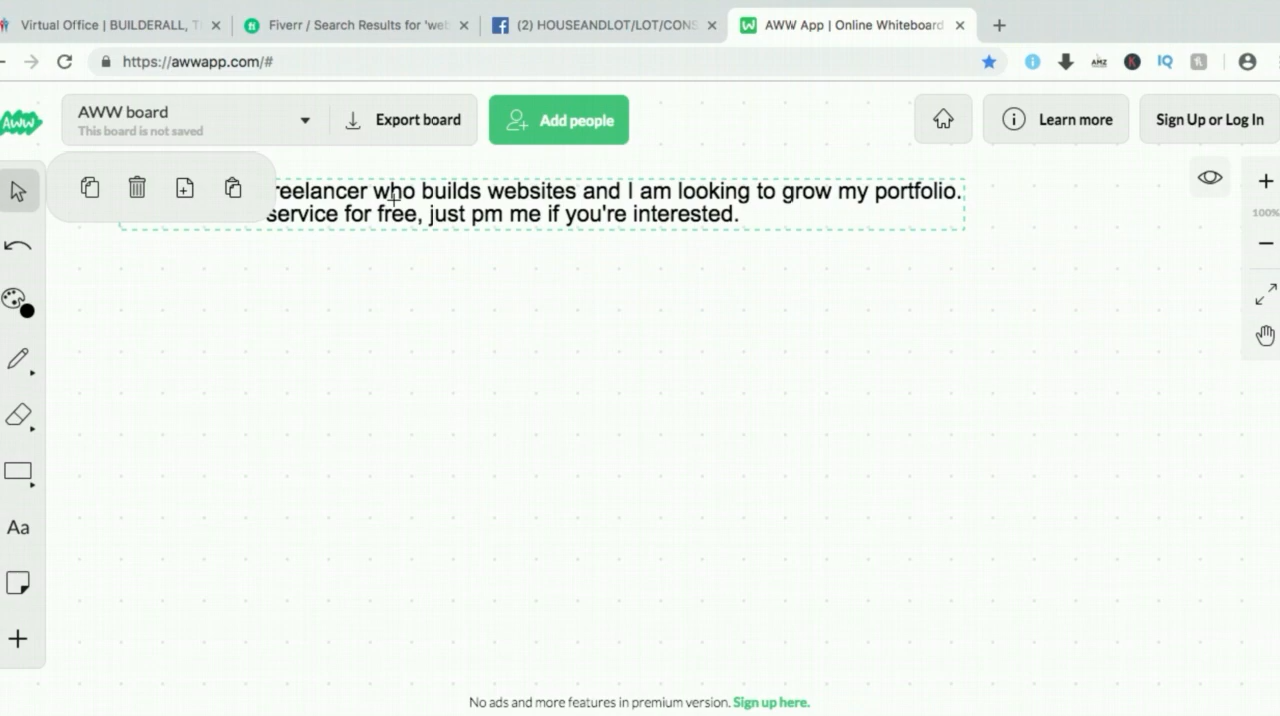 Virtual Office | BUILDERALL, T
Fiverr / Search Results for 'web
(2) HOUSEANDLOT/LOT/CONS
AWW App | Online Whiteboard
https://awwapp.com/#
AMZ
K
IQ
AWW
AWW board
This board is not saved
Export board
Add people
Learn more
Sign Up or Log In
reelancer who builds websites and I am looking to grow my portfolio.
service for free, just pm me if you're interested.
100%
Aa
No ads and more features in premium version. Sign up here.